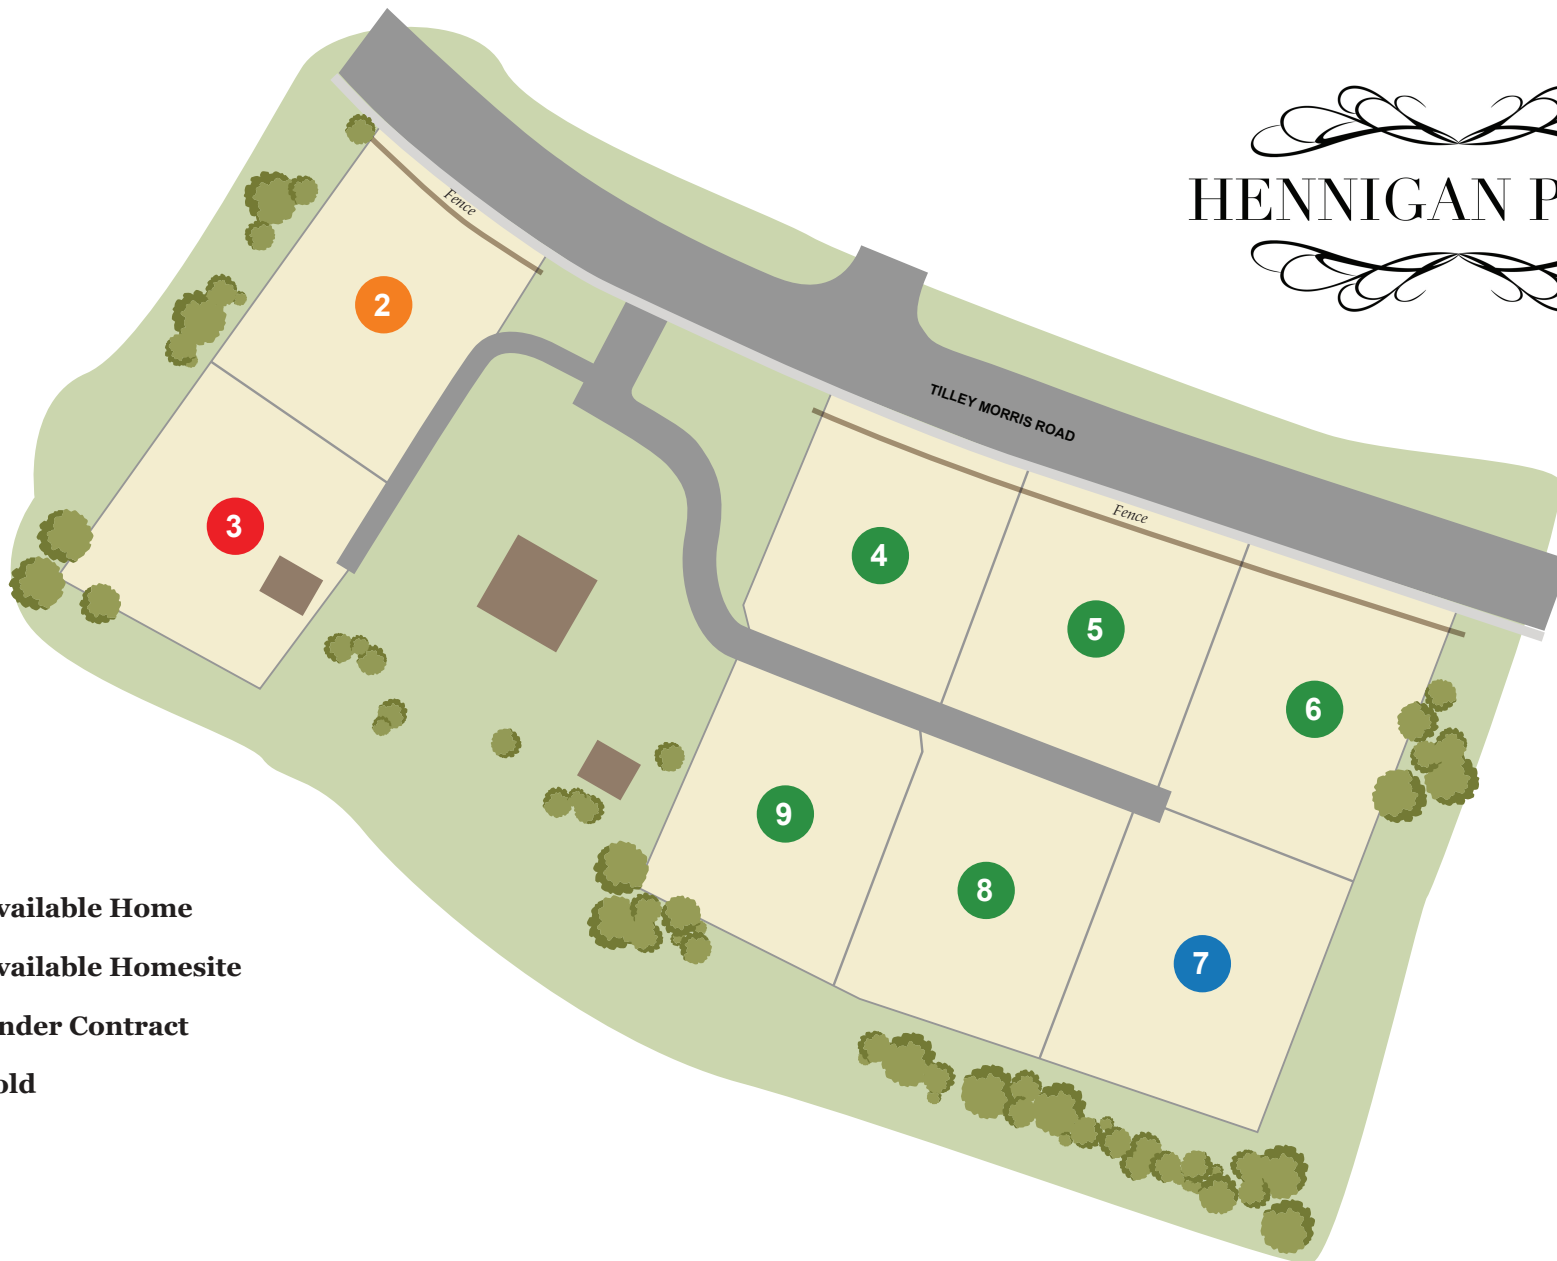 HENNIGAN P
Fence
2
TILLEY MORRIS ROAD
Fence
3
4
5
6
9
8
7
vailable Home
vailable Homesite
nder Contract
old